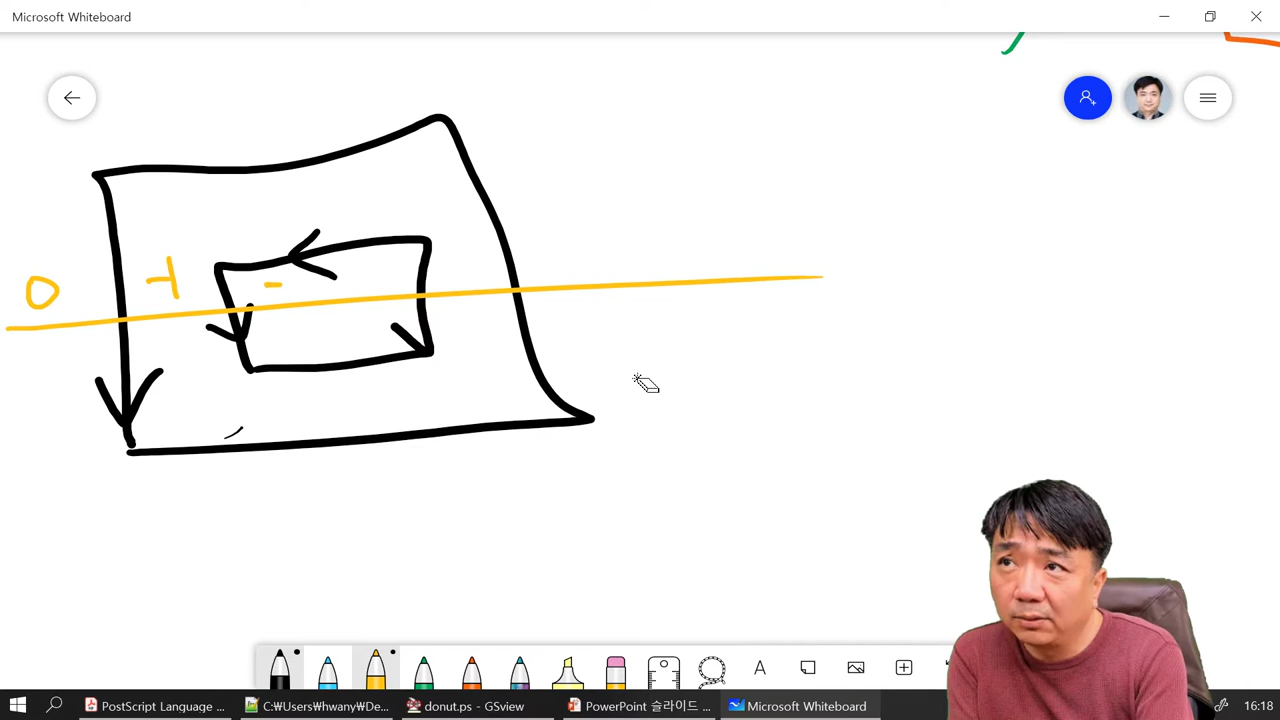 Microsoft Whiteboard
0 + -
A
PostScript Language ...
C:₩Users₩hwany₩De...
donut.ps - GSview
PowerPoint 슬라이드 ...
Microsoft Whiteboard
16:18